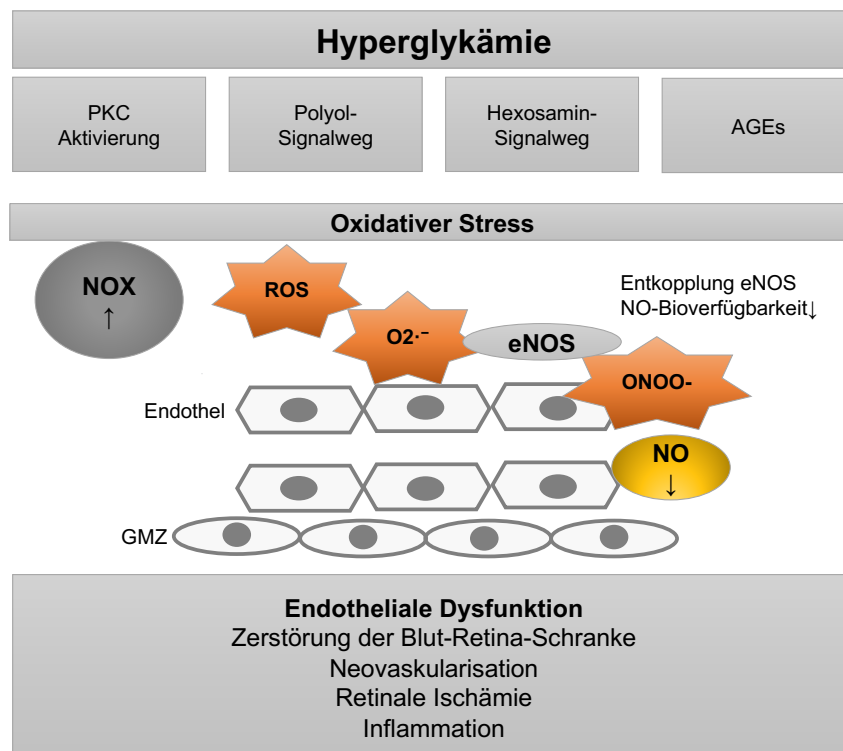 Hyperglykämie
PKC
Aktivierung
Polyol-
Signalweg
Hexosamin-
Signalweg
AGEs
Oxidativer Stress
NOX
↑
ROS
O2·⁻
eNOS
Entkopplung eNOS
NO-Bioverfügbarkeit↓
ONOO-
Endothel
NO
↓
GMZ
Endotheliale Dysfunktion
Zerstörung der Blut-Retina-Schranke
Neovaskularisation
Retinale Ischämie
Inflammation